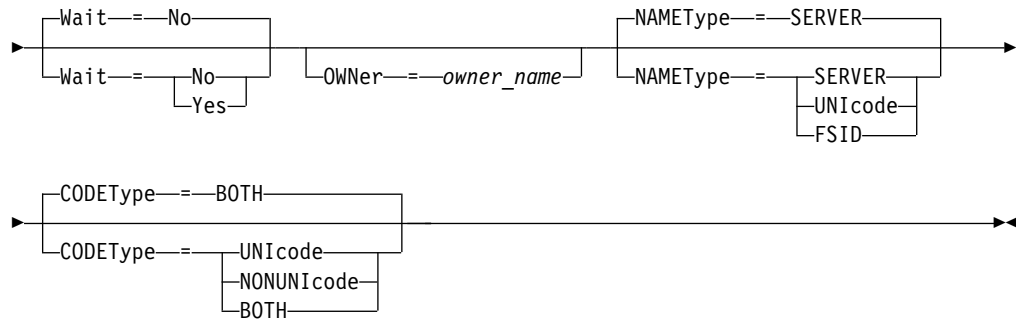 Wait = No NAMEType = SERVER
Wait = No OWNer = owner_name NAMEType = SERVER
Yes UNIcode
FSID
CODEType = BOTH
CODEType = UNIcode
NONUNIcode
BOTH